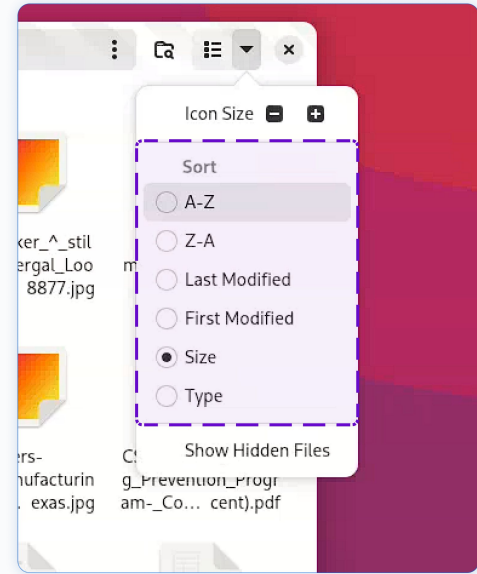 Icon Size
Sort
A-Z
Z-A
Last Modified
First Modified
Size
Type
Show Hidden Files
ker_^_stil
ergal_Loo
8877.jpg
m
ers-
nufacturin
. exas.jpg
CS
g_Prevention_Progr
am-_Co… cent).pdf